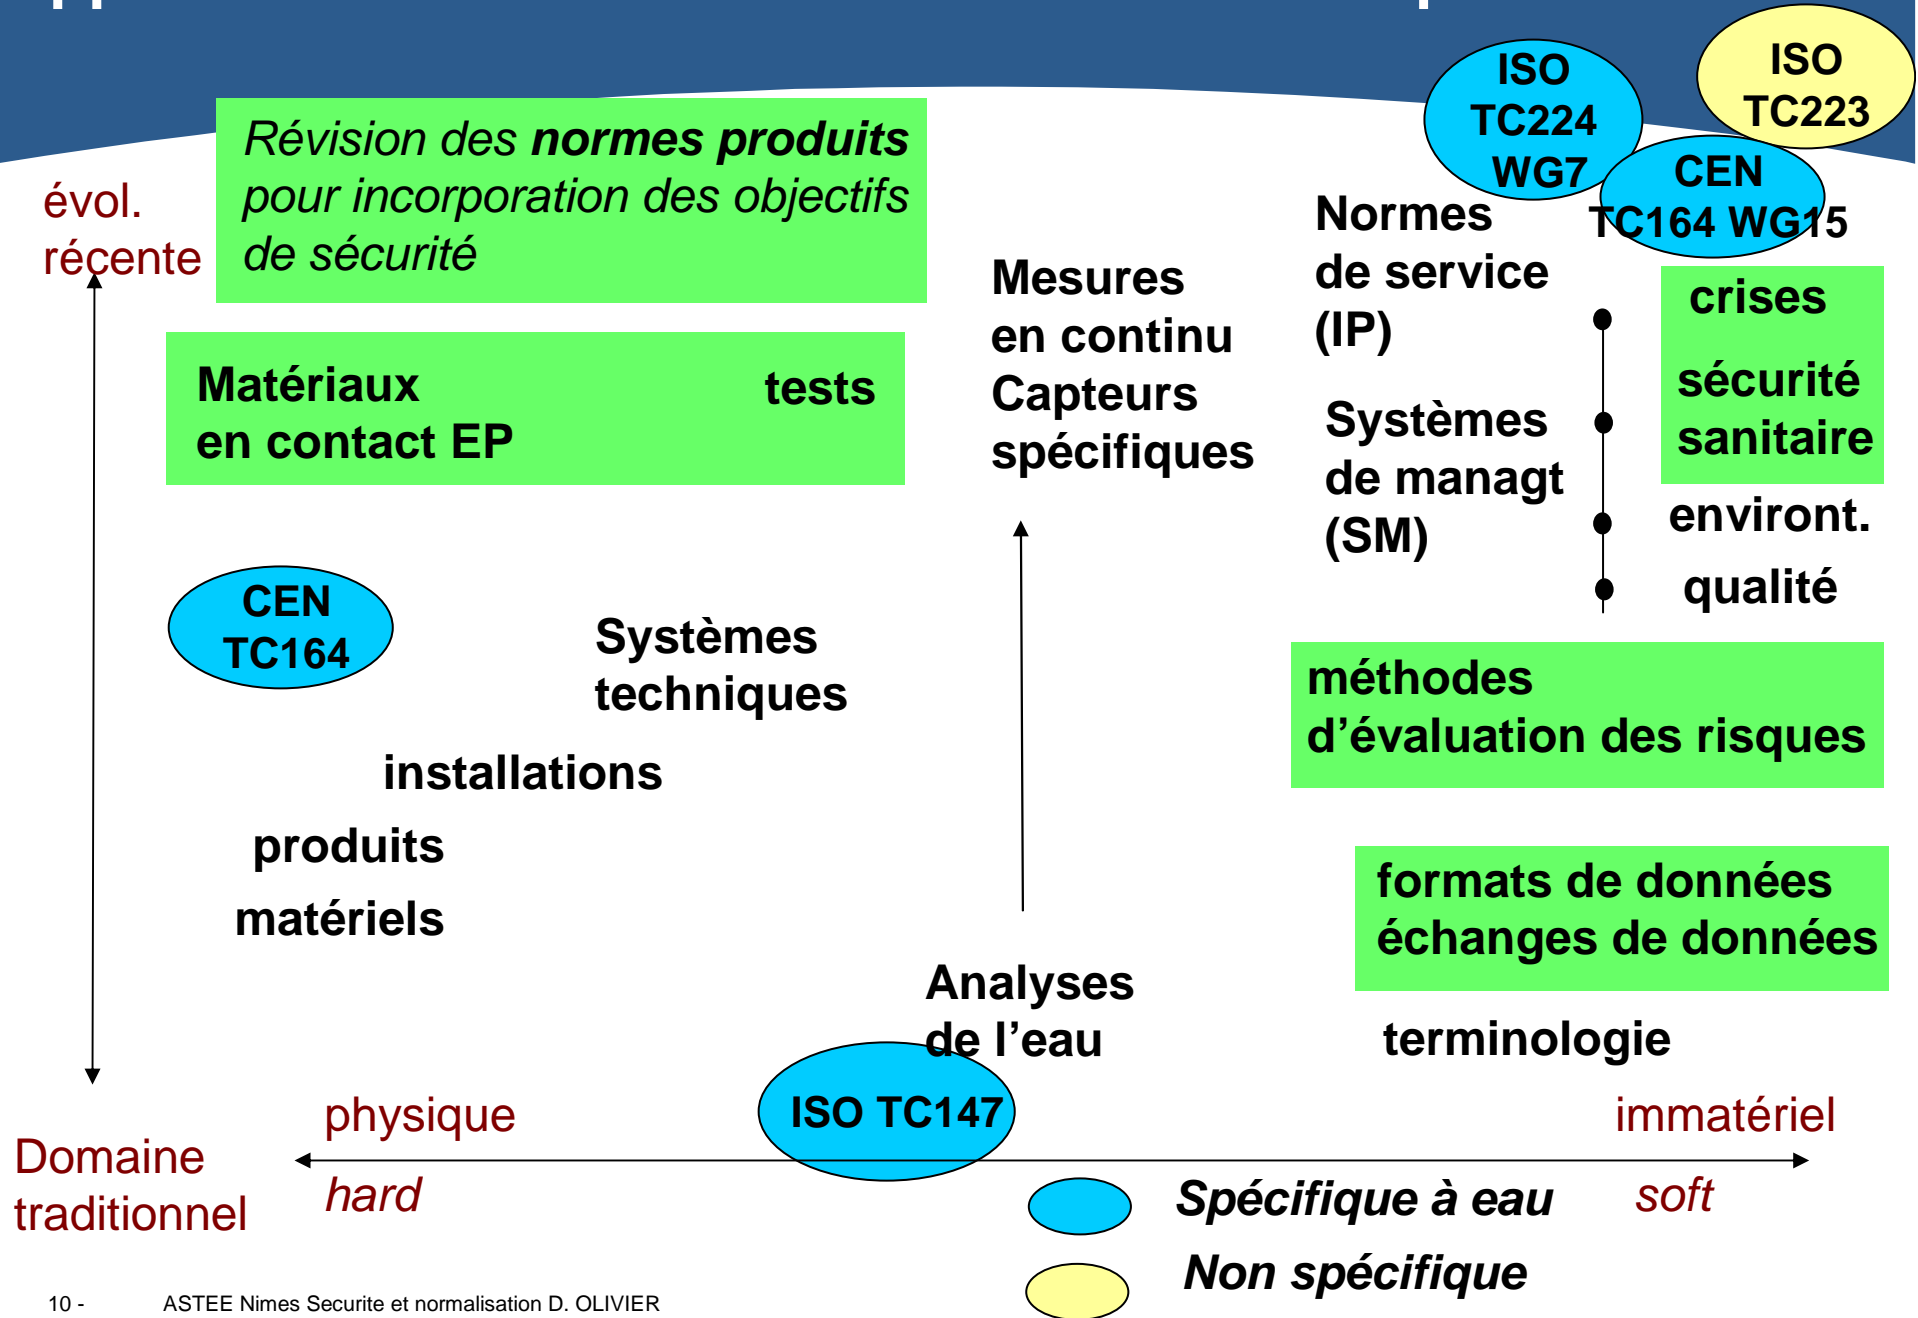 ISO
TC224
WG7
ISO
TC223
CEN
TC164 WG15
évol.
récente
Révision des normes produits
pour incorporation des objectifs
de sécurité
Matériaux
en contact EP
tests
Mesures
en continu
Capteurs
spécifiques
Normes
de service
(IP)
Systèmes
de managt
(SM)
crises
sécurité
sanitaire
environt.
qualité
CEN
TC164
Systèmes
techniques
installations
produits
matériels
méthodes
d’évaluation des risques
formats de données
échanges de données
terminologie
Analyses
de l’eau
ISO TC147
physique
immatériel
Domaine
traditionnel
hard
soft
Spécifique à eau
Non spécifique
10 - ASTEE Nimes Securite et normalisation D. OLIVIER